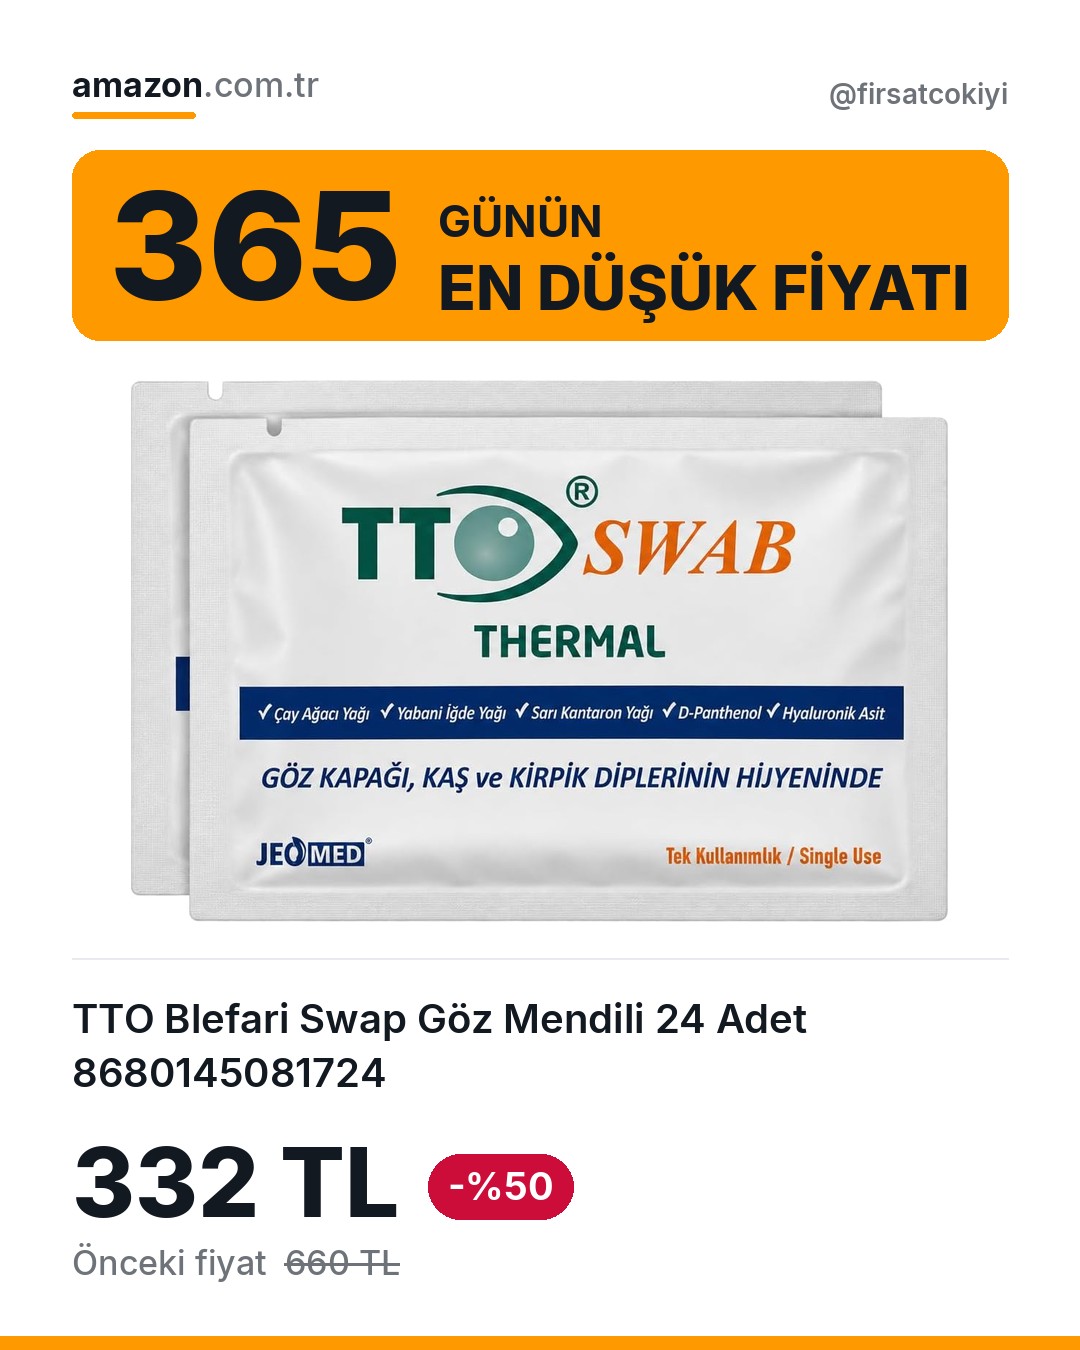 amazon.com.tr
@firsatcokiyi
365 GÜNÜN
EN DÜŞÜK FİYATI
TTO® SWAB
THERMAL
✓ Çay Ağacı Yağı ✓ Yabani İğde Yağı ✓ Sarı Kantaron Yağı ✓ D-Panthenol ✓ Hyaluronik Asit
GÖZ KAPAĞI, KAŞ ve KİRPİK DİPLERİNİN HİJYENİNDE
JEOMED®
Tek Kullanımlık / Single Use
TTO Blefari Swap Göz Mendili 24 Adet
8680145081724
332 TL -%50
Önceki fiyat 660 TL